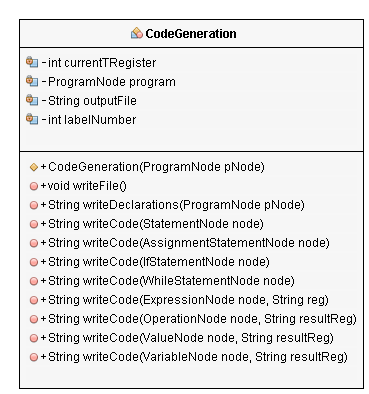 CodeGeneration
- int currentTRegister
- ProgramNode program
- String outputFile
- int labelNumber
+ CodeGeneration(ProgramNode pNode)
+ void writeFile()
+ String writeDeclarations(ProgramNode pNode)
+ String writeCode(StatementNode node)
+ String writeCode(AssignmentStatementNode node)
+ String writeCode(IfStatementNode node)
+ String writeCode(WhileStatementNode node)
+ String writeCode(ExpressionNode node, String reg)
+ String writeCode(OperationNode node, String resultReg)
+ String writeCode(ValueNode node, String resultReg)
+ String writeCode(VariableNode node, String resultReg)